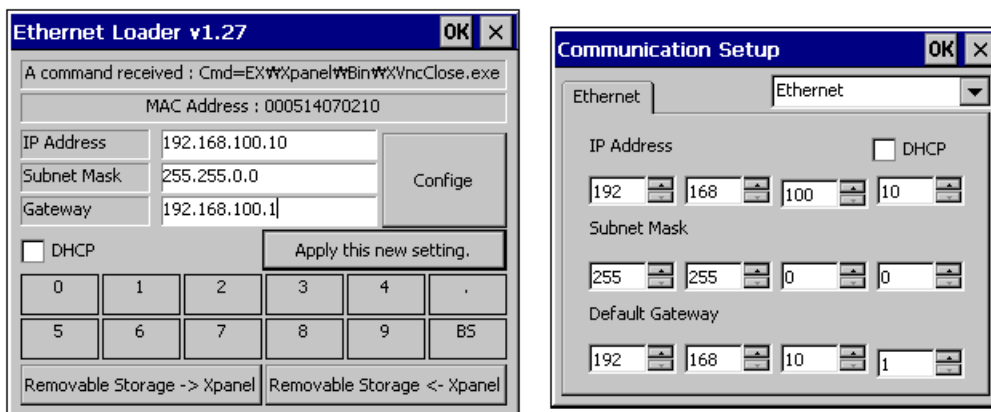 Ethernet Loader v1.27 OK ×
A command received : Cmd=EX₩Xpanel₩Bin₩XVncClose.exe
MAC Address : 000514070210
IP Address 192.168.100.10
Subnet Mask 255.255.0.0
Confige
Gateway 192.168.100.1
DHCP Apply this new setting.
0 1 2 3 4 .
5 6 7 8 9 BS
Removable Storage -> Xpanel Removable Storage <- Xpanel
Communication Setup OK ×
Ethernet Ethernet
IP Address DHCP
192 168 100 10
Subnet Mask
255 255 0 0
Default Gateway
192 168 10 1